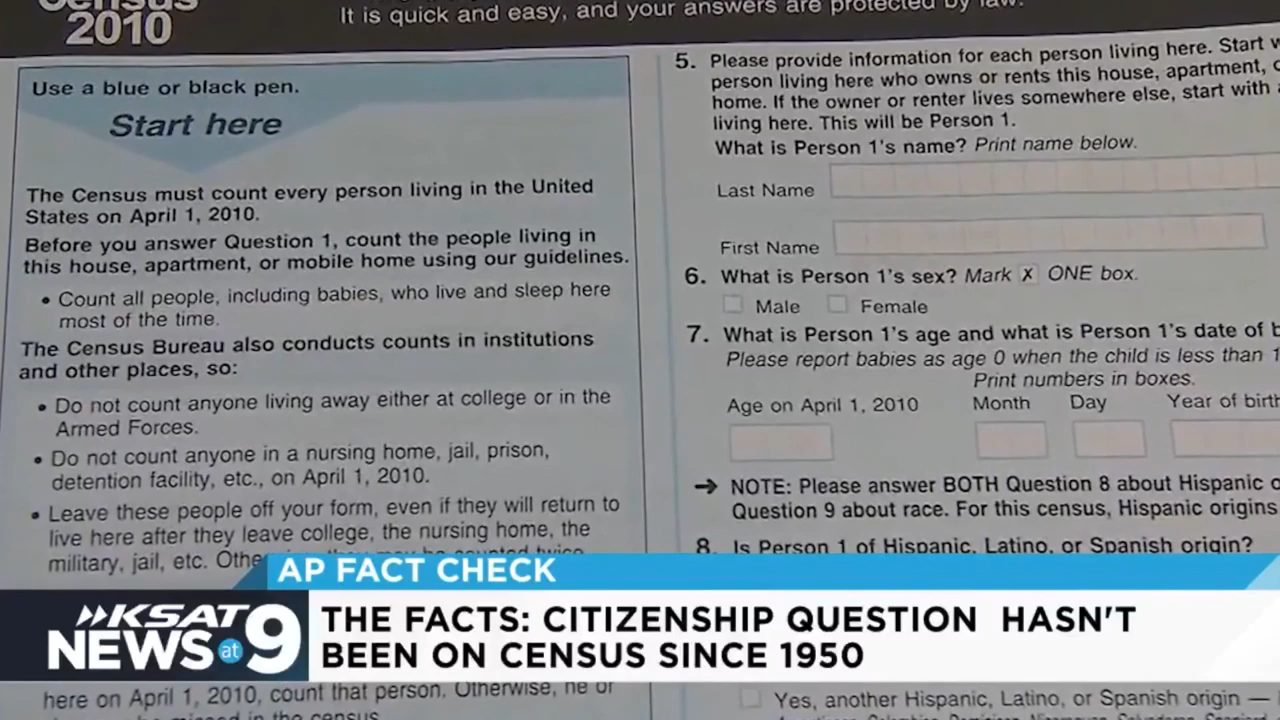 Census
2010
It is quick and easy, and your answers are protected by law.
Use a blue or black pen.
Start here
The Census must count every person living in the United
States on April 1, 2010.
Before you answer Question 1, count the people living in
this house, apartment, or mobile home using our guidelines.
• Count all people, including babies, who live and sleep here
most of the time.
The Census Bureau also conducts counts in institutions
and other places, so:
• Do not count anyone living away either at college or in the
Armed Forces.
• Do not count anyone in a nursing home, jail, prison,
detention facility, etc., on April 1, 2010.
• Leave these people off your form, even if they will return to
live here after they leave college, the nursing home, the
military, jail, etc.
here on April 1, 2010, count that person. Otherwise, he or
in the census.
5. Please provide information for each person living here. Start
person living here who owns or rents this house, apartment,
home. If the owner or renter lives somewhere else, start with
living here. This will be Person 1.
What is Person 1's name? Print name below.
Last Name
First Name
6. What is Person 1's sex? Mark X ONE box.
Male Female
7. What is Person 1's age and what is Person 1's date of
Please report babies as age 0 when the child is less than 1
Print numbers in boxes.
Age on April 1, 2010 Month Day Year of birth
→ NOTE: Please answer BOTH Question 8 about Hispanic
Question 9 about race. For this census, Hispanic origins
8. Is Person 1 of Hispanic, Latino, or Spanish origin?
Yes, another Hispanic, Latino, or Spanish origin —
AP FACT CHECK
KSAT
NEWS at 9
THE FACTS: CITIZENSHIP QUESTION HASN'T
BEEN ON CENSUS SINCE 1950